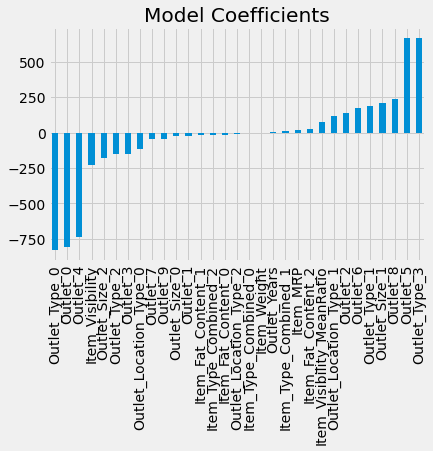 Model Coefficients
500
250
0
−250
−500
−750
Outlet_Type_0
Outlet_0
Outlet_4
Item_Visibility
Outlet_Size_2
Outlet_Type_2
Outlet_3
Outlet_Location_Type_0
Outlet_7
Outlet_9
Outlet_Size_0
Outlet_1
Item_Fat_Content_1
Item_Type_Combined_2
Item_Fat_Content_0
Outlet_Location_Type_2
Item_Type_Combined_0
Item_Weight
Outlet_Years
Item_Type_Combined_1
Item_MRP
Item_Fat_Content_2
Item_Visibility_MeanRatio
Outlet_Location_Type_1
Outlet_2
Outlet_6
Outlet_Type_1
Outlet_Size_1
Outlet_8
Outlet_5
Outlet_Type_3